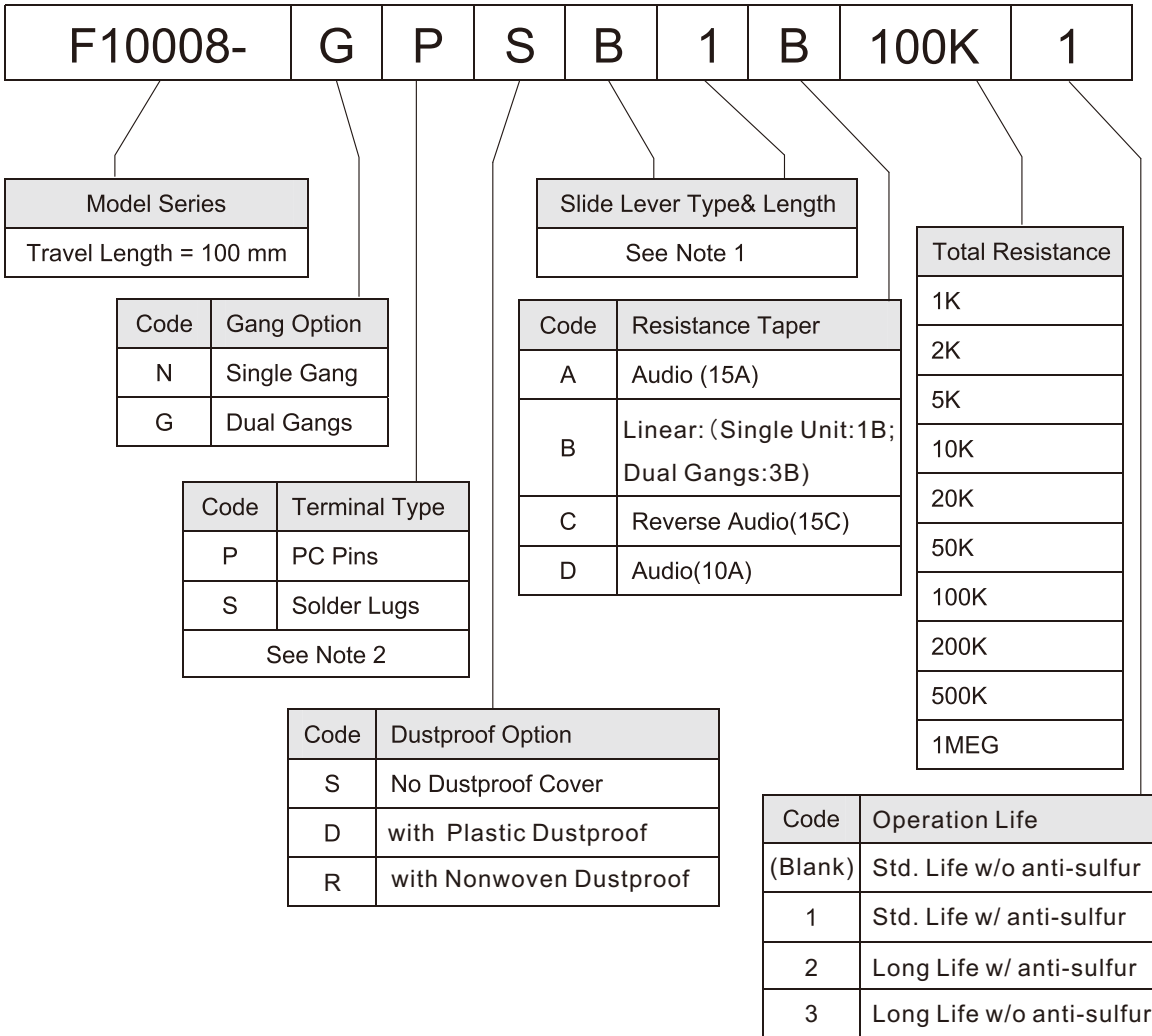 F10008- G P S B 1 B 100K 1
Model Series
Travel Length = 100 mm
Code Gang Option
N Single Gang
G Dual Gangs
Code Terminal Type
P PC Pins
S Solder Lugs
See Note 2
Code Dustproof Option
S No Dustproof Cover
D with Plastic Dustproof
R with Nonwoven Dustproof
Slide Lever Type& Length
See Note 1
Code Resistance Taper
A Audio (15A)
B Linear:（Single Unit:1B;
Dual Gangs:3B)
C Reverse Audio(15C)
D Audio(10A)
Total Resistance
1K
2K
5K
10K
20K
50K
100K
200K
500K
1MEG
Code Operation Life
(Blank) Std. Life w/o anti-sulfur
1 Std. Life w/ anti-sulfur
2 Long Life w/ anti-sulfur
3 Long Life w/o anti-sulfur